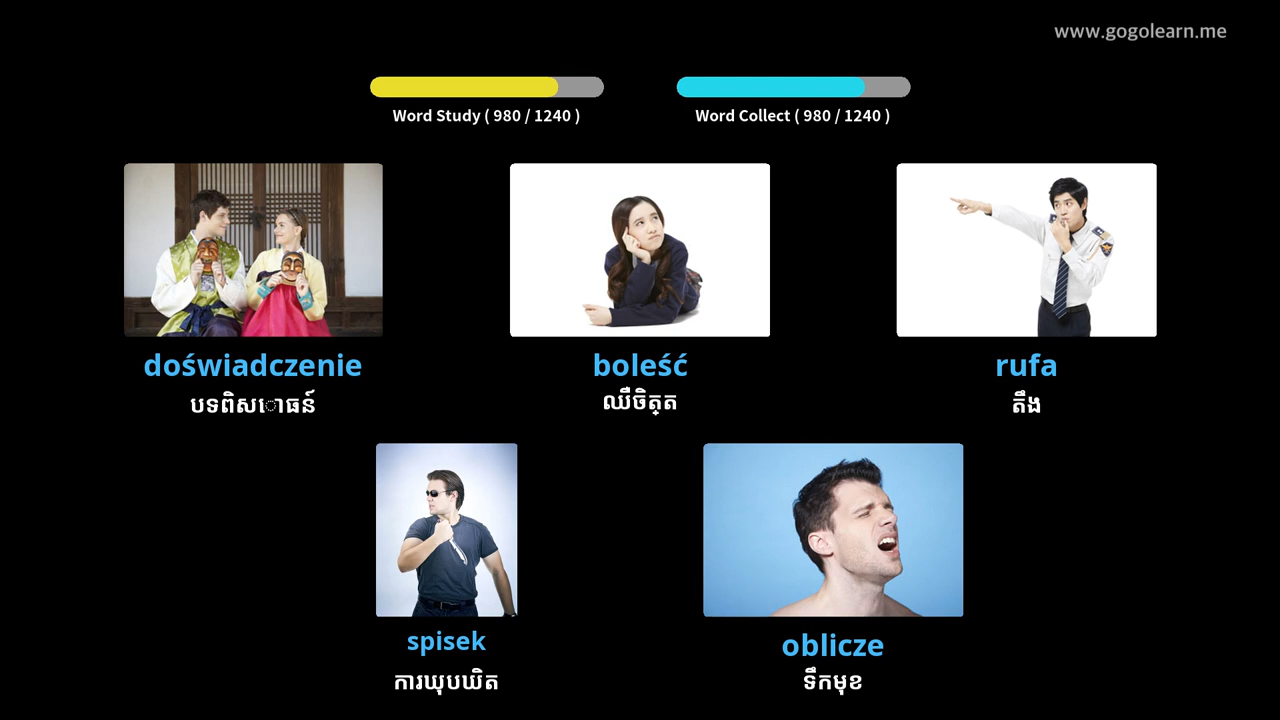 www.gogolearn.me
Word Study ( 980 / 1240 )
Word Collect ( 980 / 1240 )
doświadczenie
បទពិសោធន៍
boleść
ឈឺចិត្ត
rufa
តឹង
spisek
ការឃុបឃិត
oblicze
ទឹកមុខ